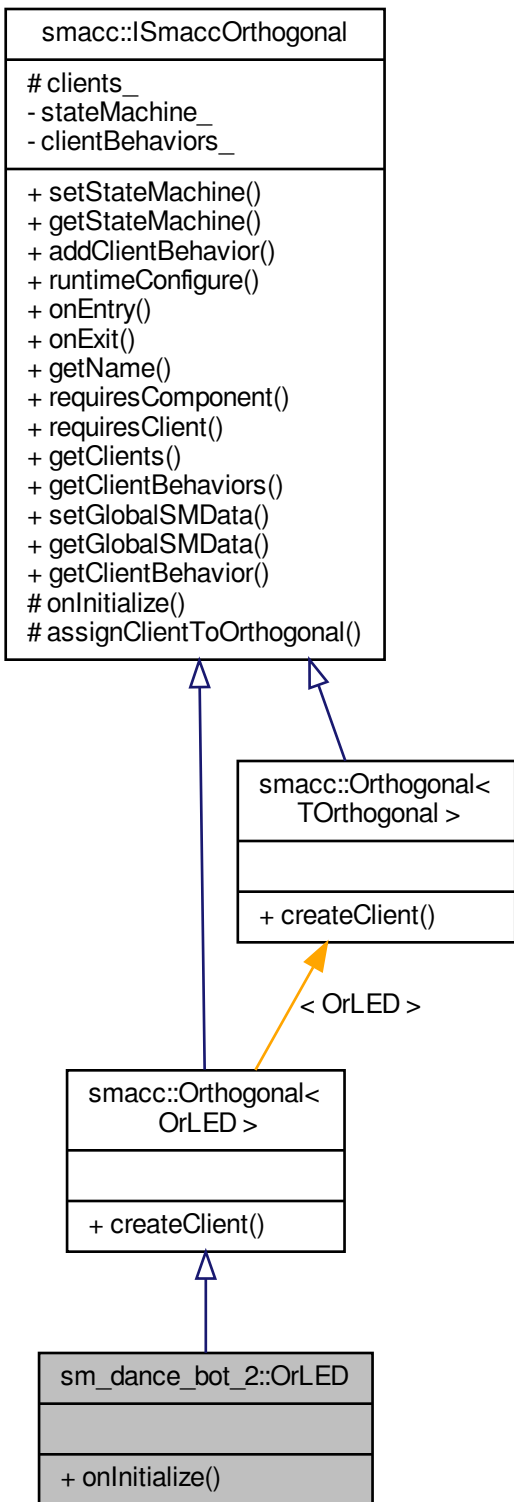 smacc::ISmaccOrthogonal
# clients_
- stateMachine_
- clientBehaviors_
+ setStateMachine()
+ getStateMachine()
+ addClientBehavior()
+ runtimeConfigure()
+ onEntry()
+ onExit()
+ getName()
+ requiresComponent()
+ requiresClient()
+ getClients()
+ getClientBehaviors()
+ setGlobalSMData()
+ getGlobalSMData()
+ getClientBehavior()
# onInitialize()
# assignClientToOrthogonal()
smacc::Orthogonal<
TOrthogonal >
+ createClient()
< OrLED >
smacc::Orthogonal<
OrLED >
+ createClient()
sm_dance_bot_2::OrLED
+ onInitialize()